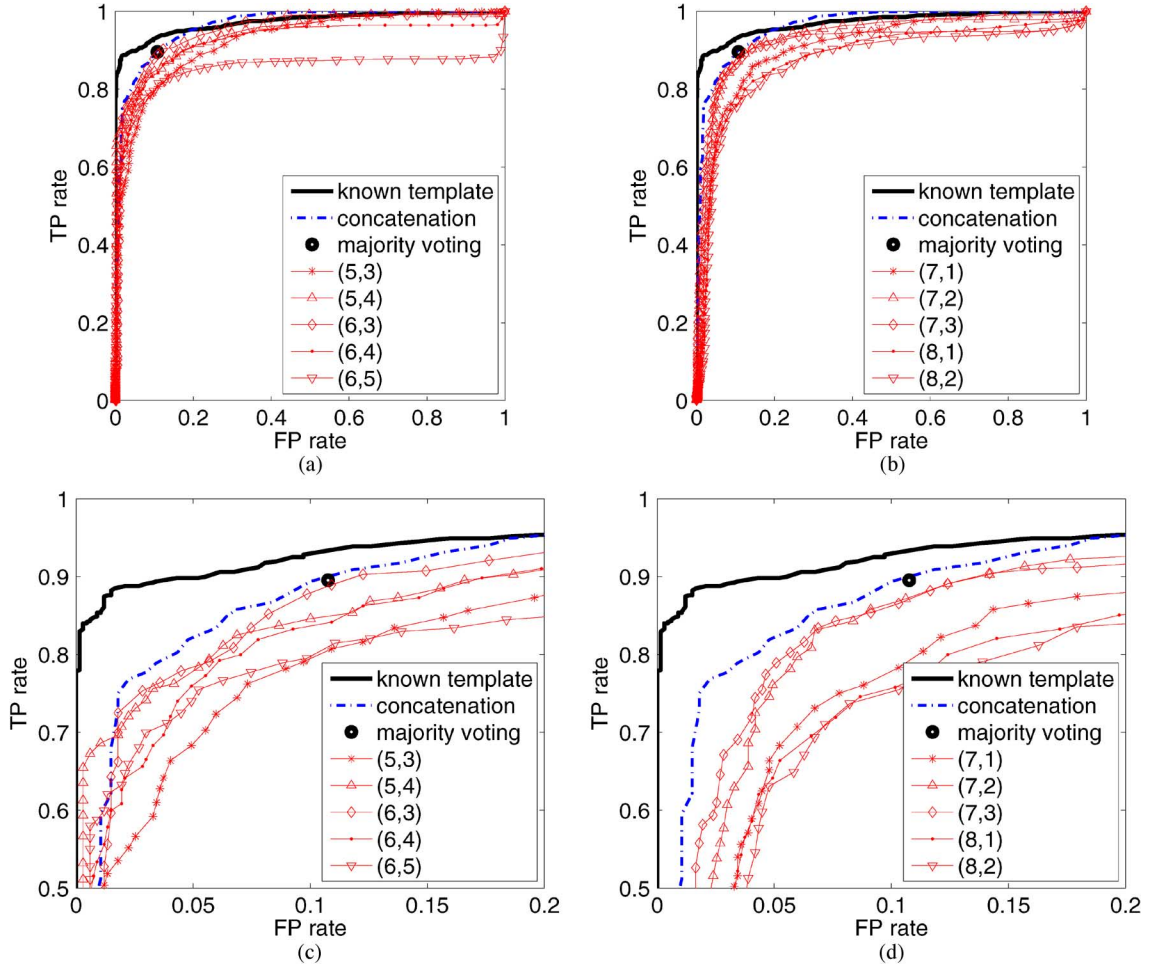 1
0.8
0.6
0.4
0.2
0
TP rate
0
0.2
0.4
0.6
0.8
1
FP rate
known template
concatenation
majority voting
(5,3)
(5,4)
(6,3)
(6,4)
(6,5)
(a)
1
0.8
0.6
0.4
0.2
0
TP rate
0
0.2
0.4
0.6
0.8
1
FP rate
known template
concatenation
majority voting
(7,1)
(7,2)
(7,3)
(8,1)
(8,2)
(b)
1
0.9
0.8
0.7
0.6
0.5
TP rate
0
0.05
0.1
0.15
0.2
FP rate
known template
concatenation
majority voting
(5,3)
(5,4)
(6,3)
(6,4)
(6,5)
(c)
1
0.9
0.8
0.7
0.6
0.5
TP rate
0
0.05
0.1
0.15
0.2
FP rate
known template
concatenation
majority voting
(7,1)
(7,2)
(7,3)
(8,1)
(8,2)
(d)